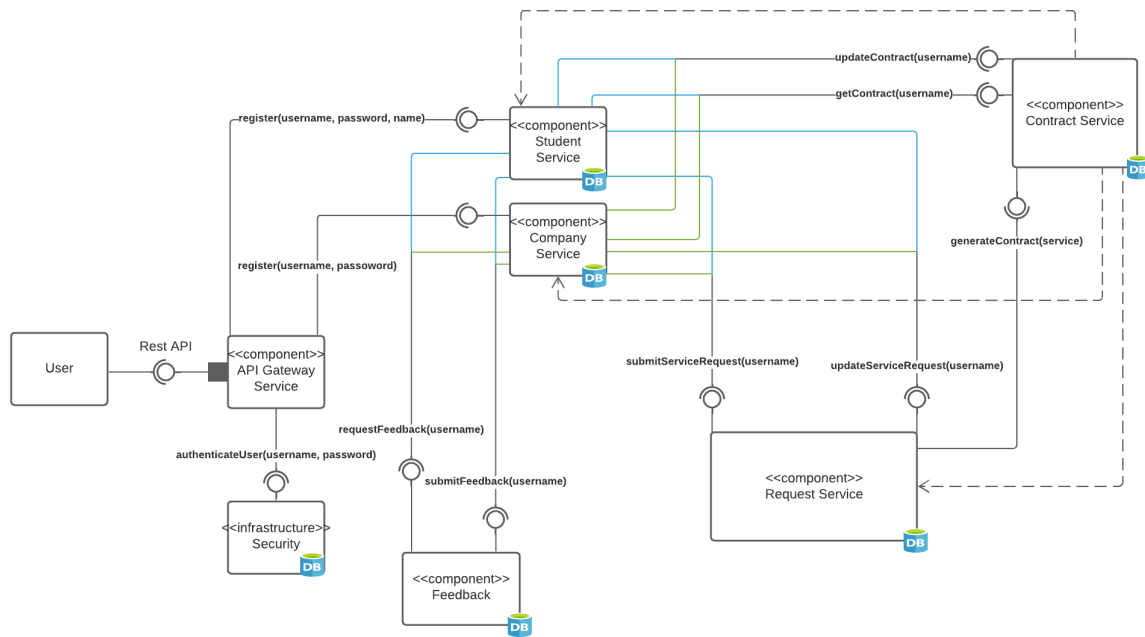 updateContract(username)
getContract(username)
<<component>>
Contract Service
DB
register(username, password, name)
<<component>>
Student
Service
DB
<<component>>
Company
Service
DB
generateContract(service)
register(username, password)
User
Rest API
<<component>>
API Gateway
Service
submitServiceRequest(username)
updateServiceRequest(username)
requestFeedback(username)
authenticateUser(username, password)
submitFeedback(username)
<<component>>
Request Service
DB
<<infrastructure>>
Security
DB
<<component>>
Feedback
DB